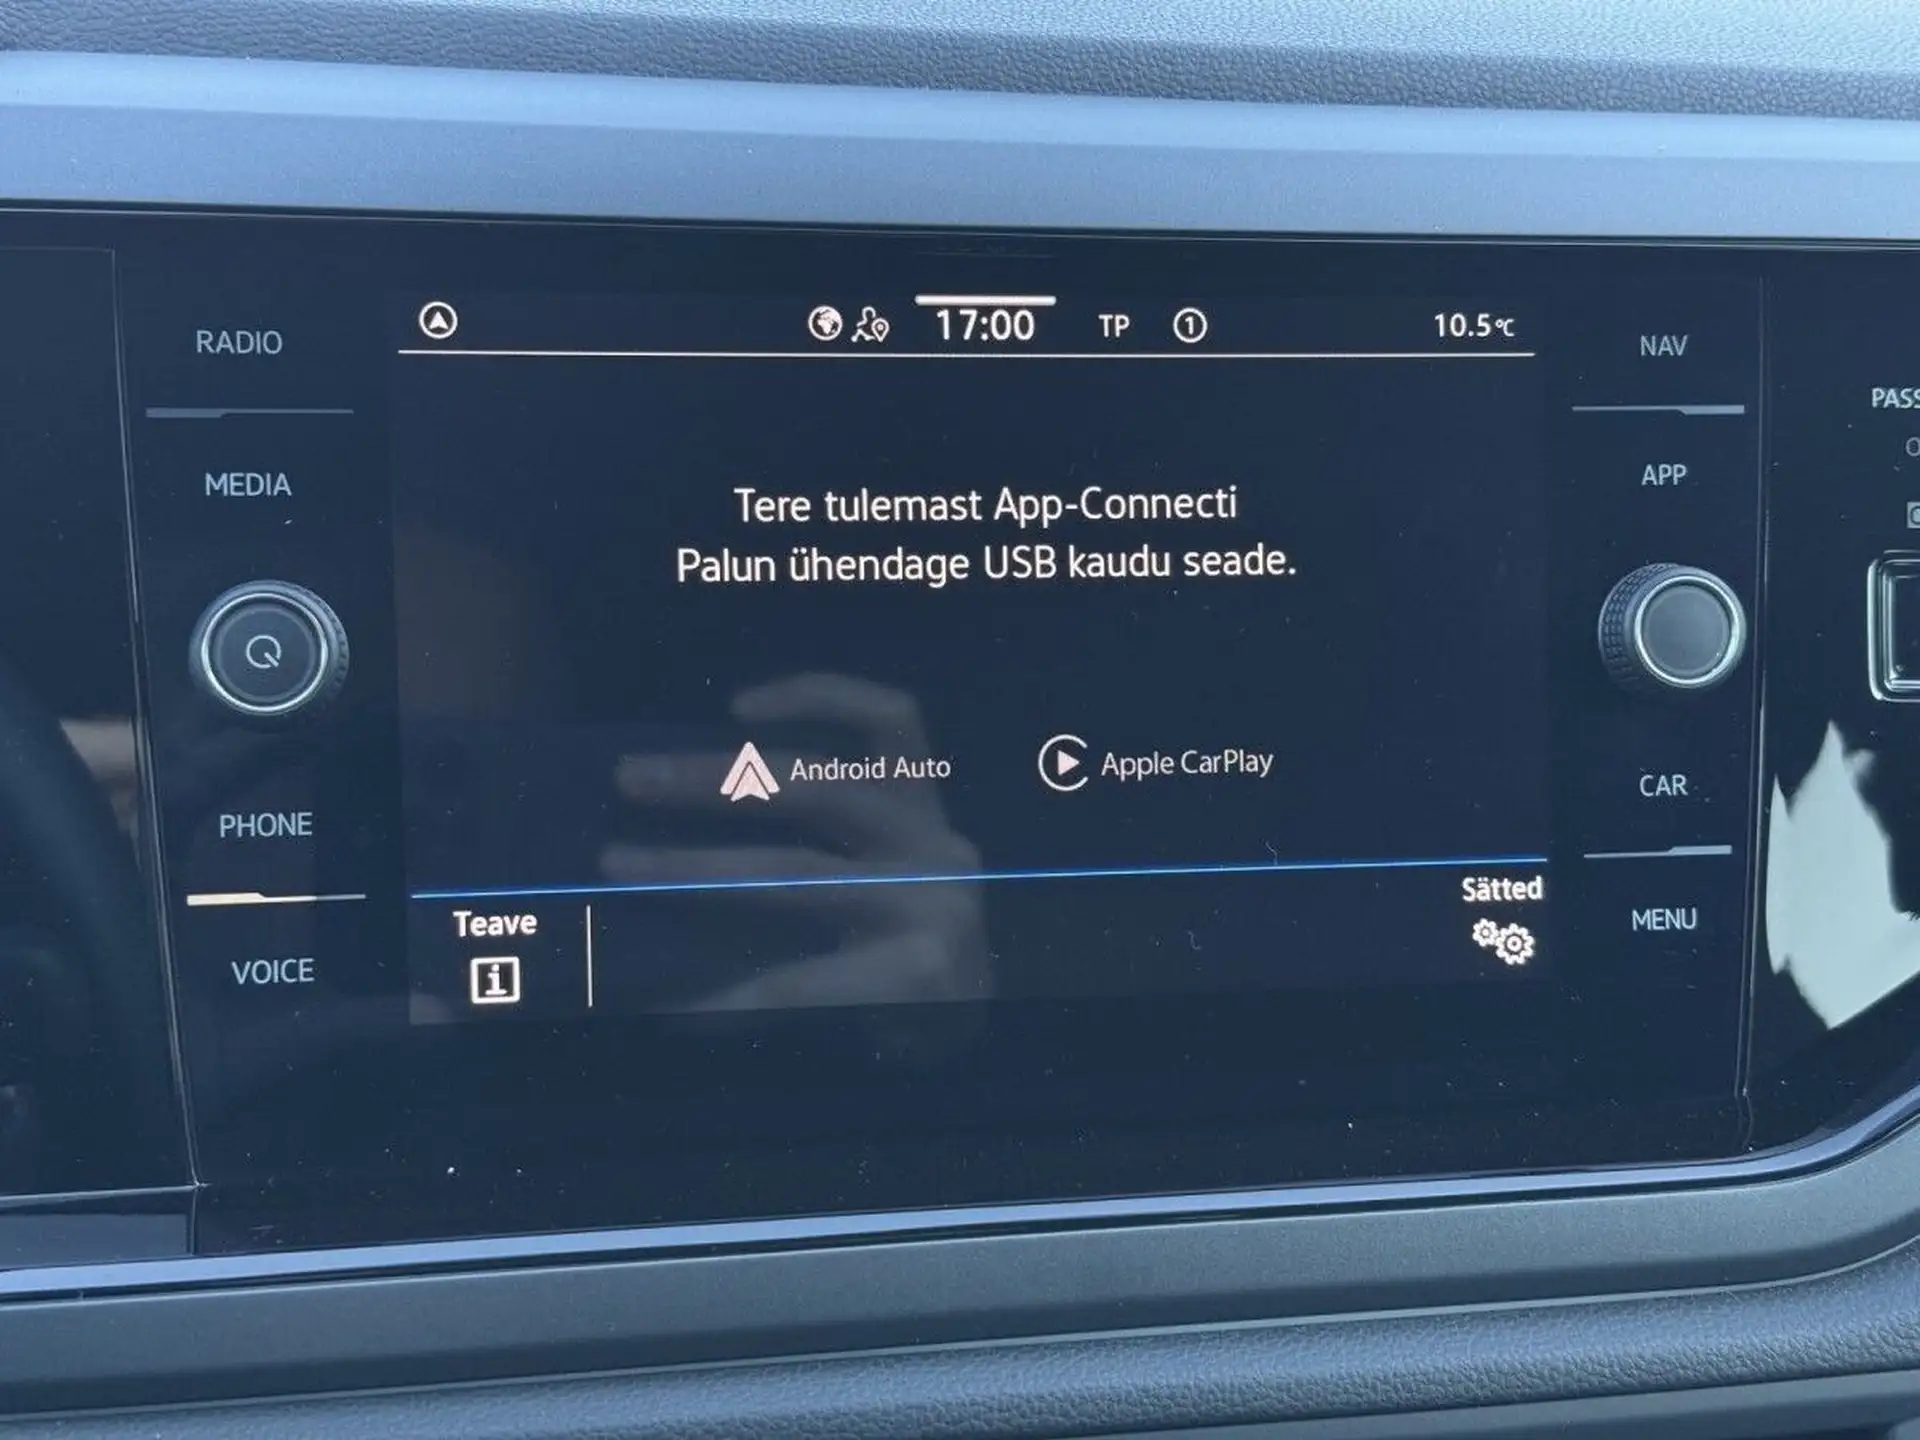 RADIO
MEDIA
PHONE
VOICE
17:00 TP 1 10.5°C
Tere tulemast App-Connecti
Palun ühendage USB kaudu seade.
Android Auto Apple CarPlay
Teave
i
Sätted
NAV
APP
CAR
MENU